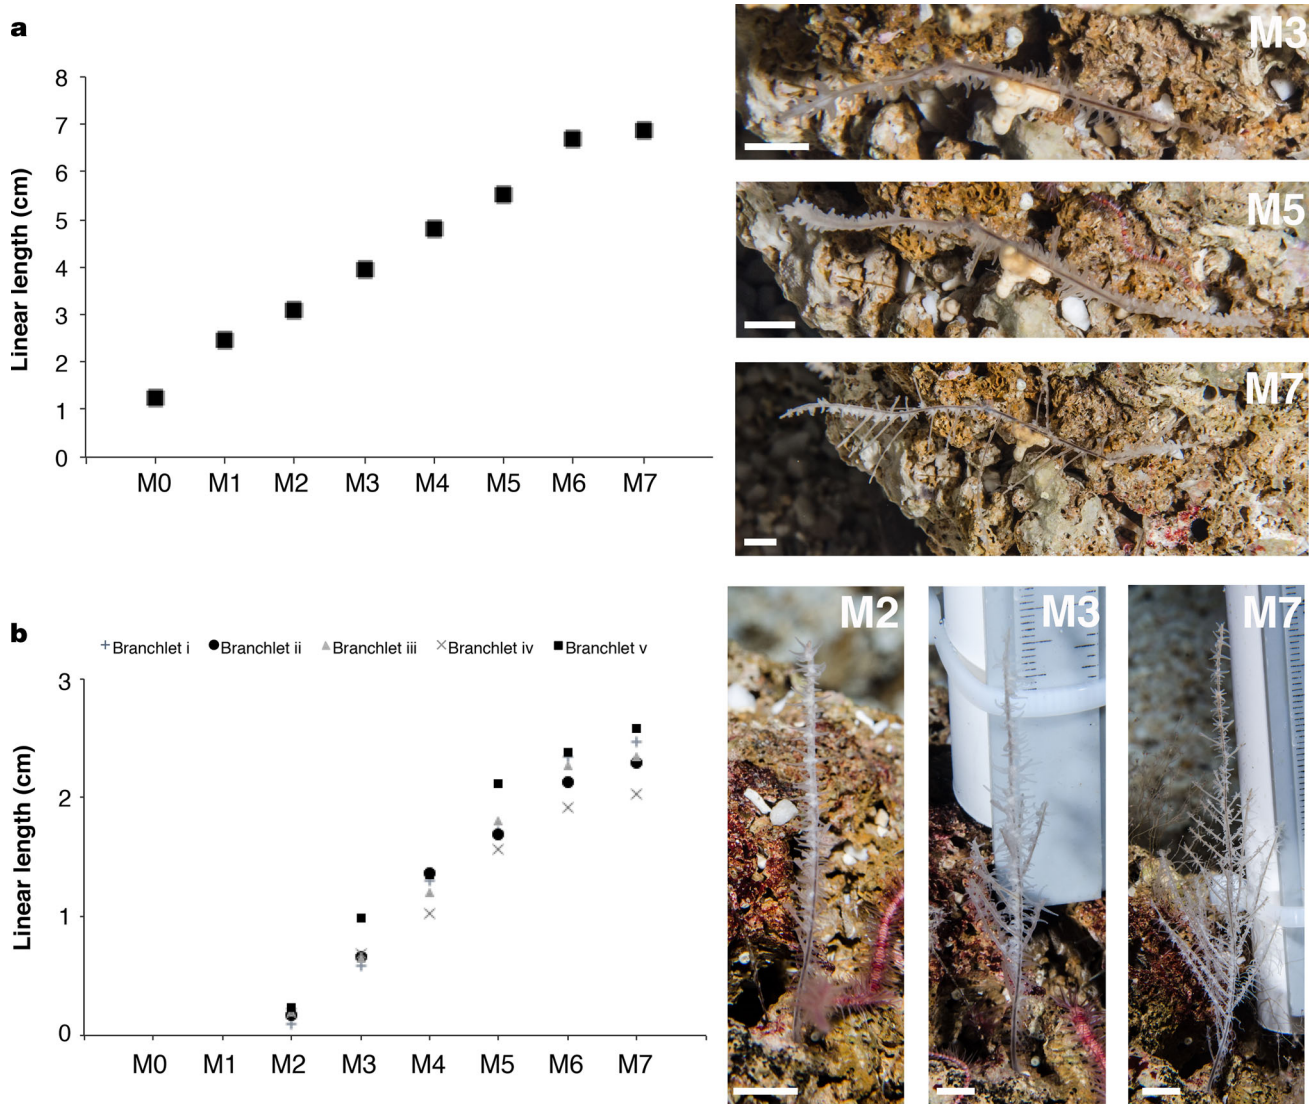 a
Linear length (cm)
8
7
6
5
4
3
2
1
0
M0 M1 M2 M3 M4 M5 M6 M7
M3
M5
M7
b
+Branchlet i ●Branchlet ii ▲Branchlet iii ×Branchlet iv ■Branchlet v
Linear length (cm)
3
2
1
0
M0 M1 M2 M3 M4 M5 M6 M7
M2 M3 M7